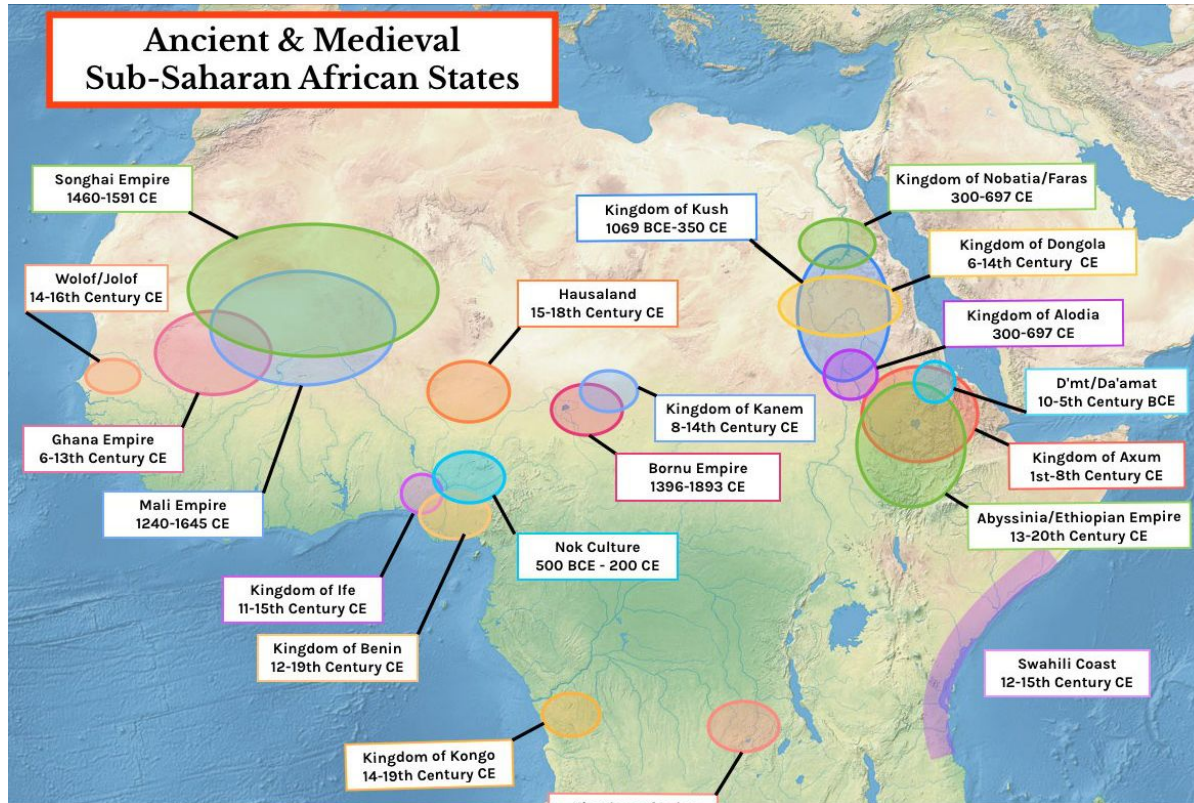 Ancient & Medieval
Sub-Saharan African States
Songhai Empire
1460-1591 CE
Wolof/Jolof
14-16th Century CE
Ghana Empire
6-13th Century CE
Mali Empire
1240-1645 CE
Hausaland
15-18th Century CE
Kingdom of Kanem
8-14th Century CE
Bornu Empire
1396-1893 CE
Nok Culture
500 BCE - 200 CE
Kingdom of Ife
11-15th Century CE
Kingdom of Benin
12-19th Century CE
Kingdom of Kongo
14-19th Century CE
Kingdom of Kush
1069 BCE-350 CE
Kingdom of Nobatia/Faras
300-697 CE
Kingdom of Dongola
6-14th Century CE
Kingdom of Alodia
300-697 CE
D'mt/Da'amat
10-5th Century BCE
Kingdom of Axum
1st-8th Century CE
Abyssinia/Ethiopian Empire
13-20th Century CE
Swahili Coast
12-15th Century CE